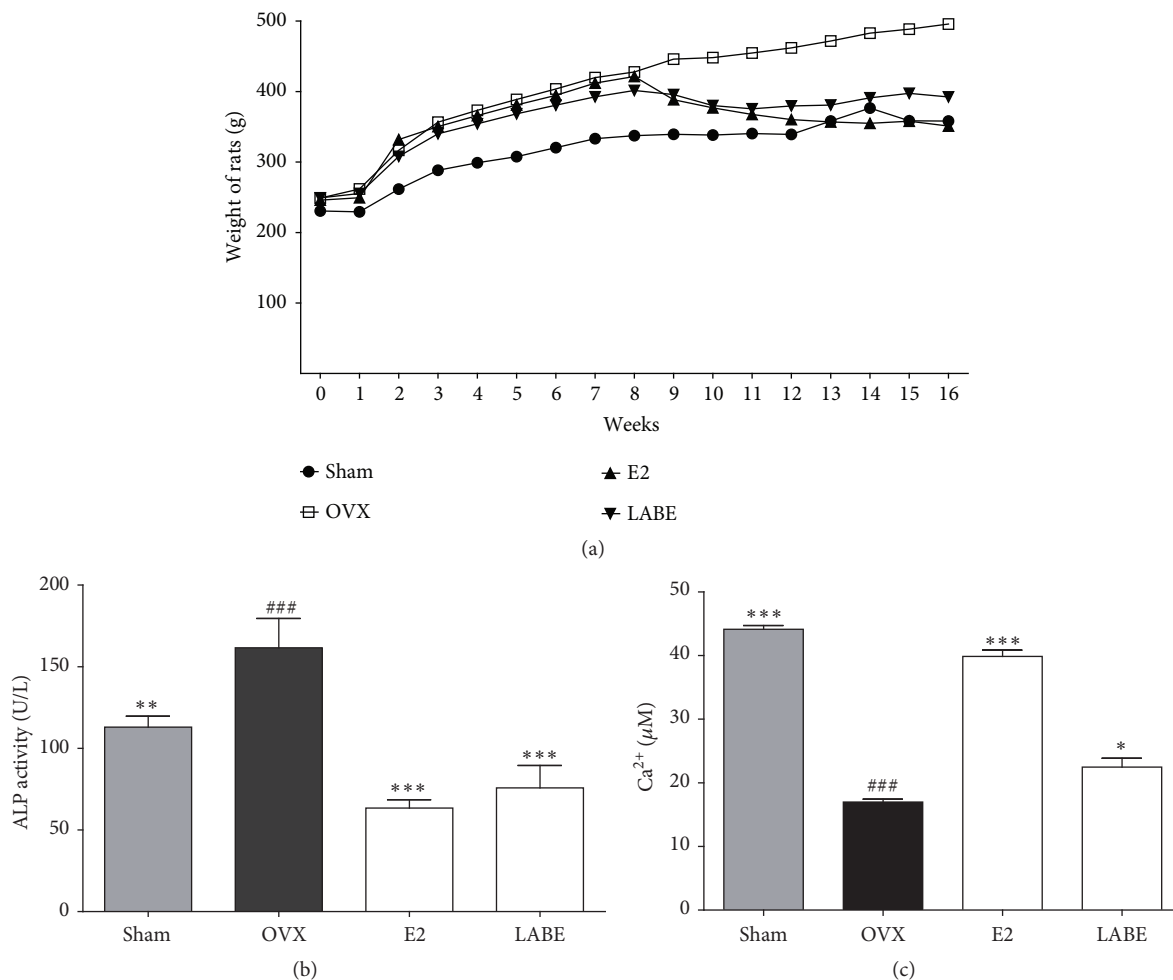 500
400
300
200
100
Weight of rats (g)
0 1 2 3 4 5 6 7 8 9 10 11 12 13 14 15 16
Weeks
Sham E2
OVX LABE
(a)
200
150
100
50
0
ALP activity (U/L)
**
###
***
***
Sham OVX E2 LABE
(b)
50
40
30
20
10
0
Ca²⁺ (μM)
***
###
***
*
Sham OVX E2 LABE
(c)